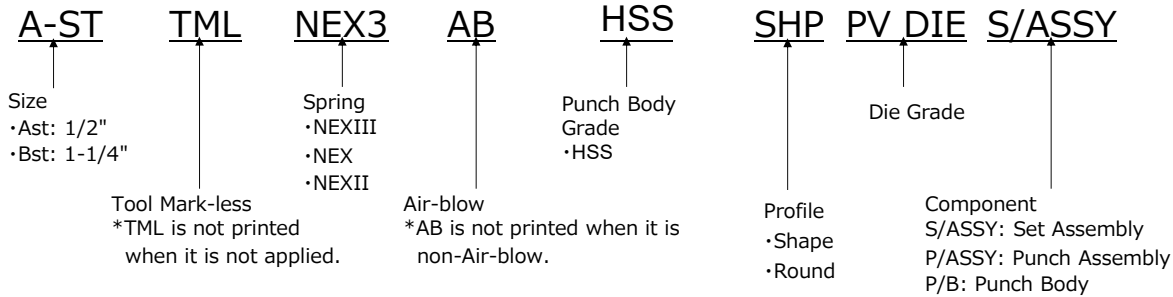 A-ST TML NEX3 AB HSS SHP PV DIE S/ASSY
Size
・Ast: 1/2"
・Bst: 1-1/4"
Tool Mark-less
*TML is not printed
when it is not applied.
Spring
・NEXIII
・NEX
・NEXII
Air-blow
*AB is not printed when it is
non-Air-blow.
Punch Body
Grade
・HSS
Profile
・Shape
・Round
Die Grade
Component
S/ASSY: Set Assembly
P/ASSY: Punch Assembly
P/B: Punch Body